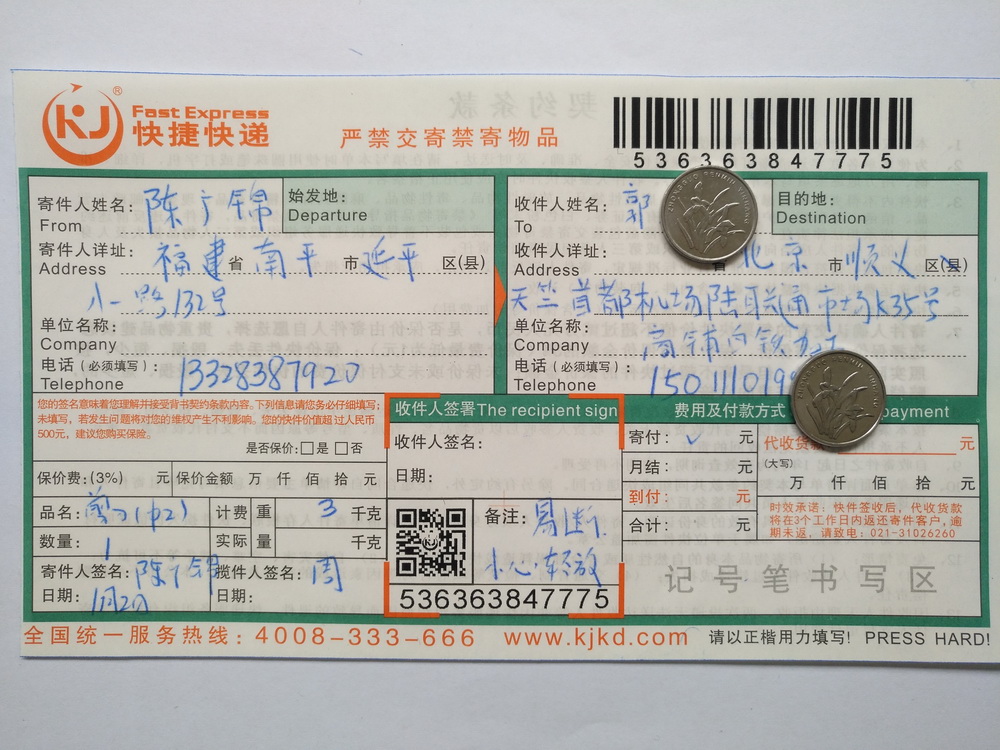 KJ ®
Fast Express
快捷快递
严禁交寄禁寄物品
536363847775
寄件人姓名: 陈广锦
From
始发地:
Departure
寄件人详址: 福建省南平市延平区(县)
Address
小一路132号
单位名称:
Company
电话(必须填写): 13328387920
Telephone
收件人姓名: 郭
To
目的地:
Destination
收件人详址: 省北京市顺义区(县)
Address
天竺首都机场陆联通市场K35号
单位名称:
Company
商铺白铁加工
电话(必须填写): 150111019
Telephone
您的签名意味着您理解并接受背书契约条款内容。下列信息请您务必仔细填写;
未填写,若发生问题将对您的维权产生不利影响。您的快件价值超过人民币
500元,建议您购买保险。
是否保价:□是 □否
保价费:(3%) 元 保价金额 万 仟 佰 拾 元
品名: (中2) 计费重 3 千克
数量: 1 实际量 千克
寄件人签名: 陈广锦 揽件人签名: 周
日期: 1月2日 日期:
收件人签署The recipient sign
收件人签名:
日期:
备注: 易断
小心轻放
536363847775
费用及付款方式 payment
寄付: ✓ 元
月结: 元
到付: 元
合计: 元
代收货 元
(大写)
万 仟 佰 拾 元
时效承诺: 快件签收后,代收货款
将在3个工作日内返还寄件客户,逾
期未返,请致电: 021-31026260
记号笔书写区
全国统一服务热线: 4008-333-666 www.kjkd.com 请以正楷用力填写! PRESS HARD!